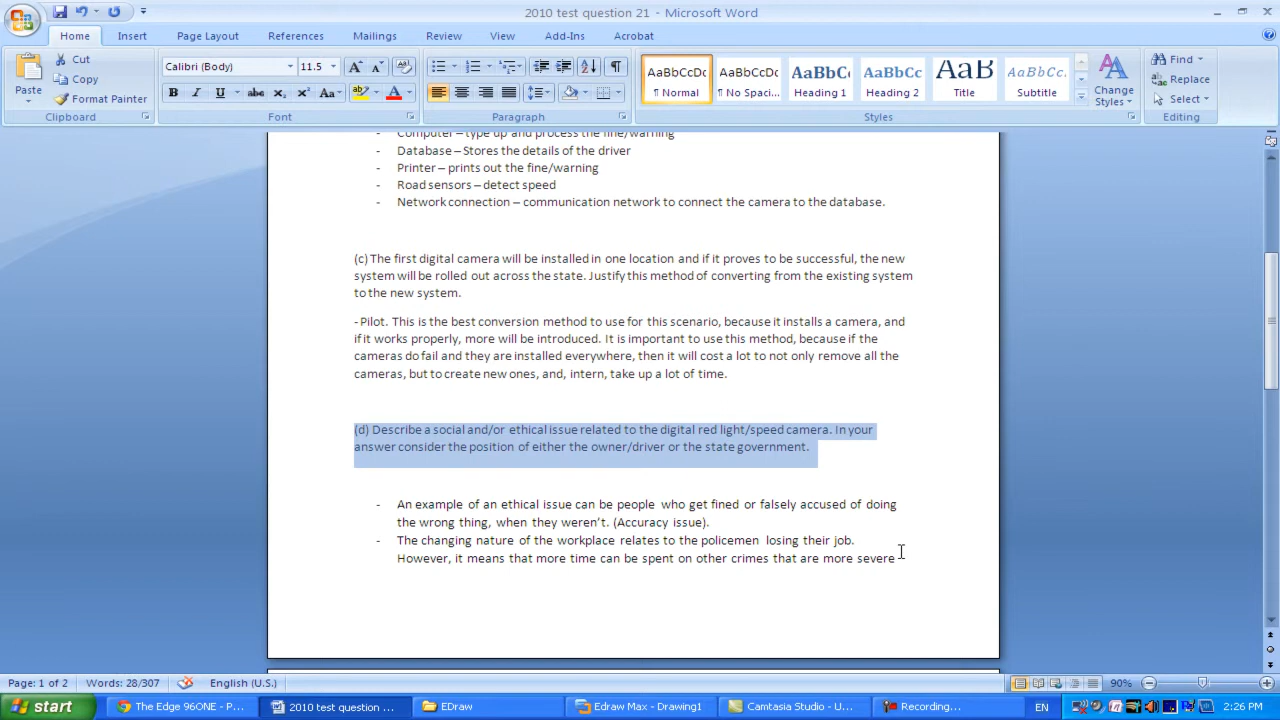 2010 test question 21 - Microsoft Word
Home Insert Page Layout References Mailings Review View Add-Ins Acrobat
Paste
Cut
Copy
Format Painter
Clipboard
Calibri (Body) 11.5
B I U abc x₂ x² Aa
Font
Paragraph
AaBbCcDc
¶ Normal
AaBbCcDc
¶ No Spaci...
AaBbCc
Heading 1
AaBbCc
Heading 2
AaB
Title
AaBbCcDc
Subtitle
Change Styles
Styles
Find
Replace
Select
Editing
- Computer – type up and process the fine/warning
- Database – Stores the details of the driver
- Printer – prints out the fine/warning
- Road sensors – detect speed
- Network connection – communication network to connect the camera to the database.
(c) The first digital camera will be installed in one location and if it proves to be successful, the new
system will be rolled out across the state. Justify this method of converting from the existing system
to the new system.
- Pilot. This is the best conversion method to use for this scenario, because it installs a camera, and
if it works properly, more will be introduced. It is important to use this method, because if the
cameras do fail and they are installed everywhere, then it will cost a lot to not only remove all the
cameras, but to create new ones, and, intern, take up a lot of time.
(d) Describe a social and/or ethical issue related to the digital red light/speed camera. In your
answer consider the position of either the owner/driver or the state government.
- An example of an ethical issue can be people who get fined or falsely accused of doing
the wrong thing, when they weren't. (Accuracy issue).
- The changing nature of the workplace relates to the policemen losing their job.
However, it means that more time can be spent on other crimes that are more severe
Page: 1 of 2 Words: 28/307 English (U.S.) 90%
start The Edge 96ONE - P... 2010 test question ... EDraw Edraw Max - Drawing1 Camtasia Studio - U... Recording... EN 2:26 PM